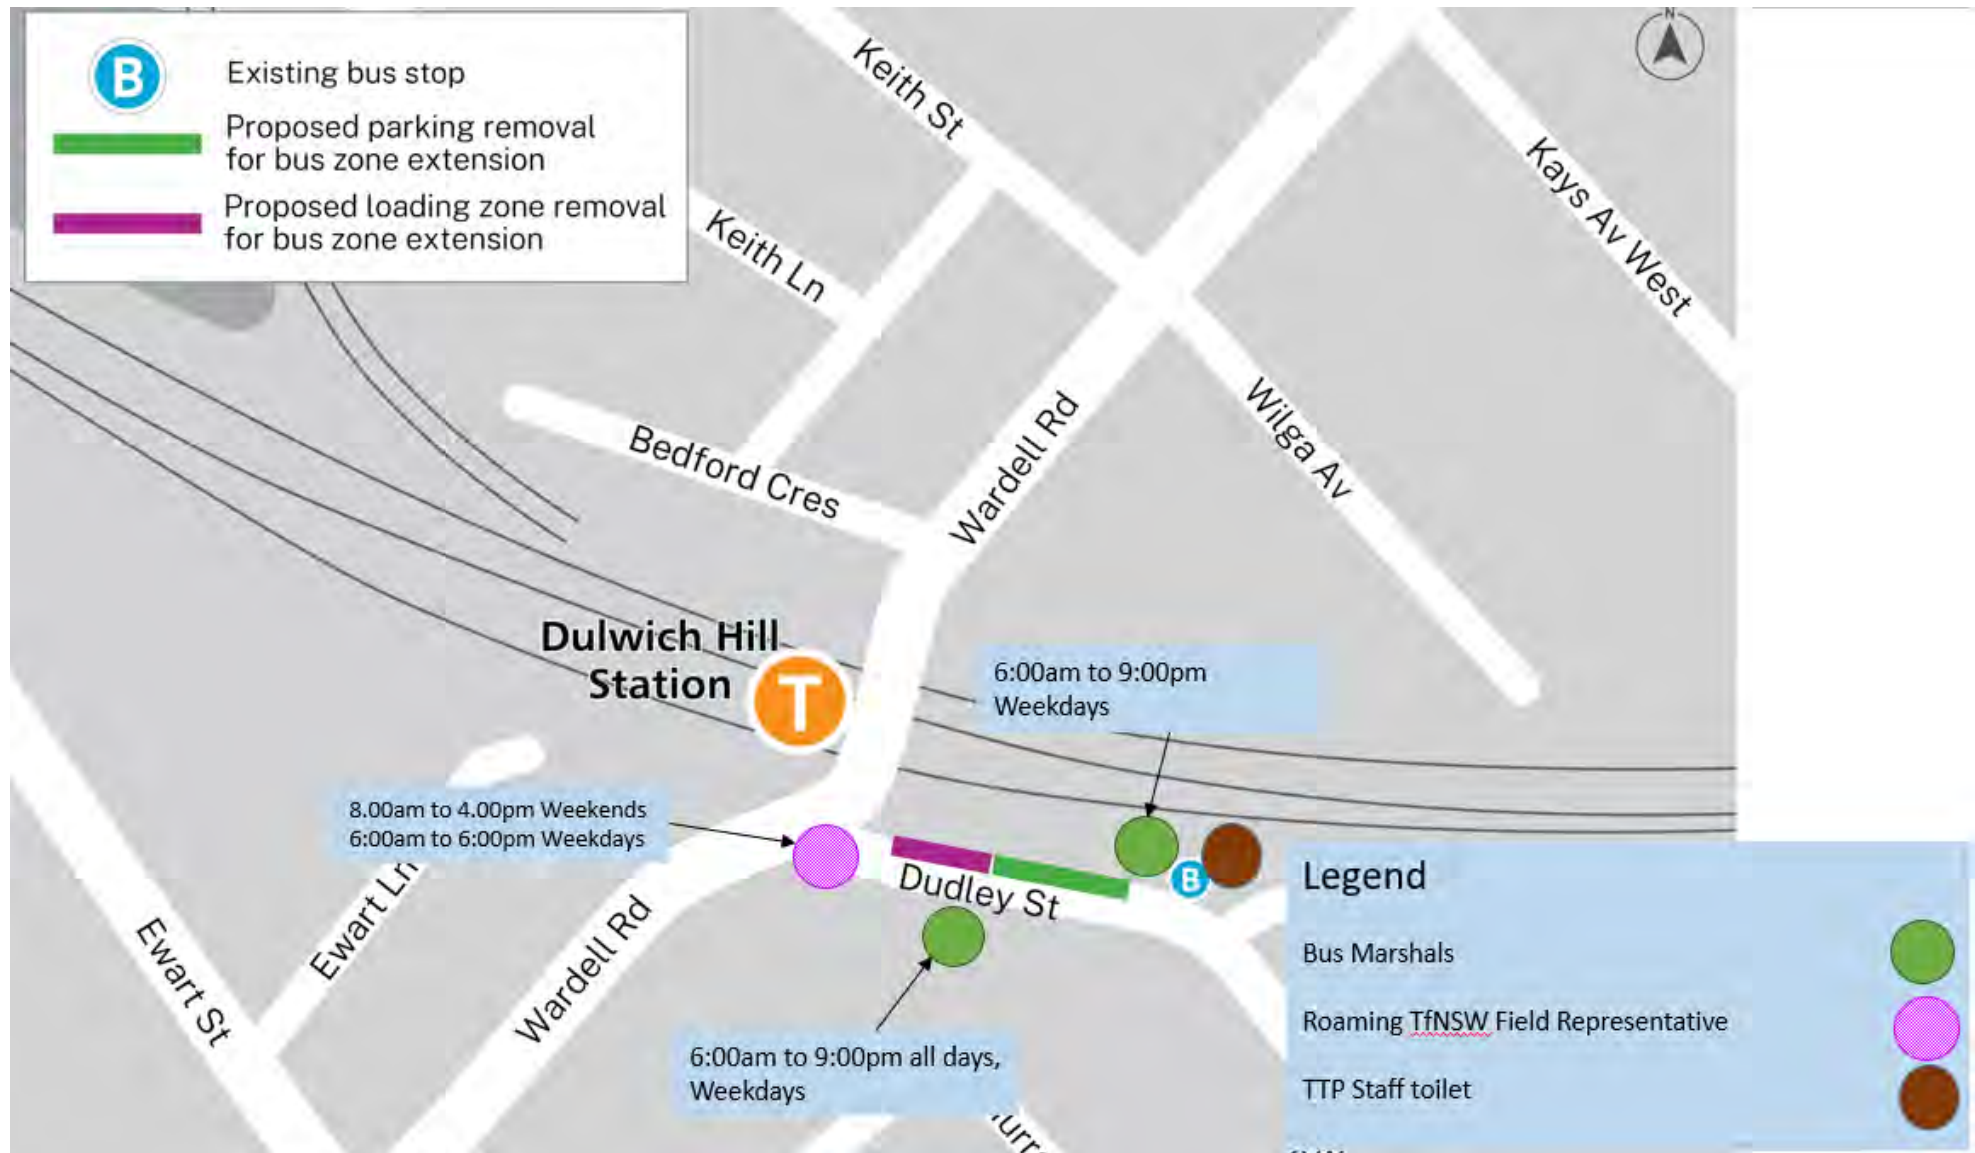 B
Existing bus stop
Proposed parking removal
for bus zone extension
Proposed loading zone removal
for bus zone extension
N
Keith St
Kays Av West
Keith Ln
Wardell Rd
Wilga Av
Bedford Cres
Dulwich Hill
Station
T
6:00am to 9:00pm
Weekdays
8.00am to 4.00pm Weekends
6:00am to 6:00pm Weekdays
B
Dudley St
Ewart Ln
Ewart St
Wardell Rd
6:00am to 9:00pm all days,
Weekdays
Legend
Bus Marshals
Roaming TfNSW Field Representative
TTP Staff toilet